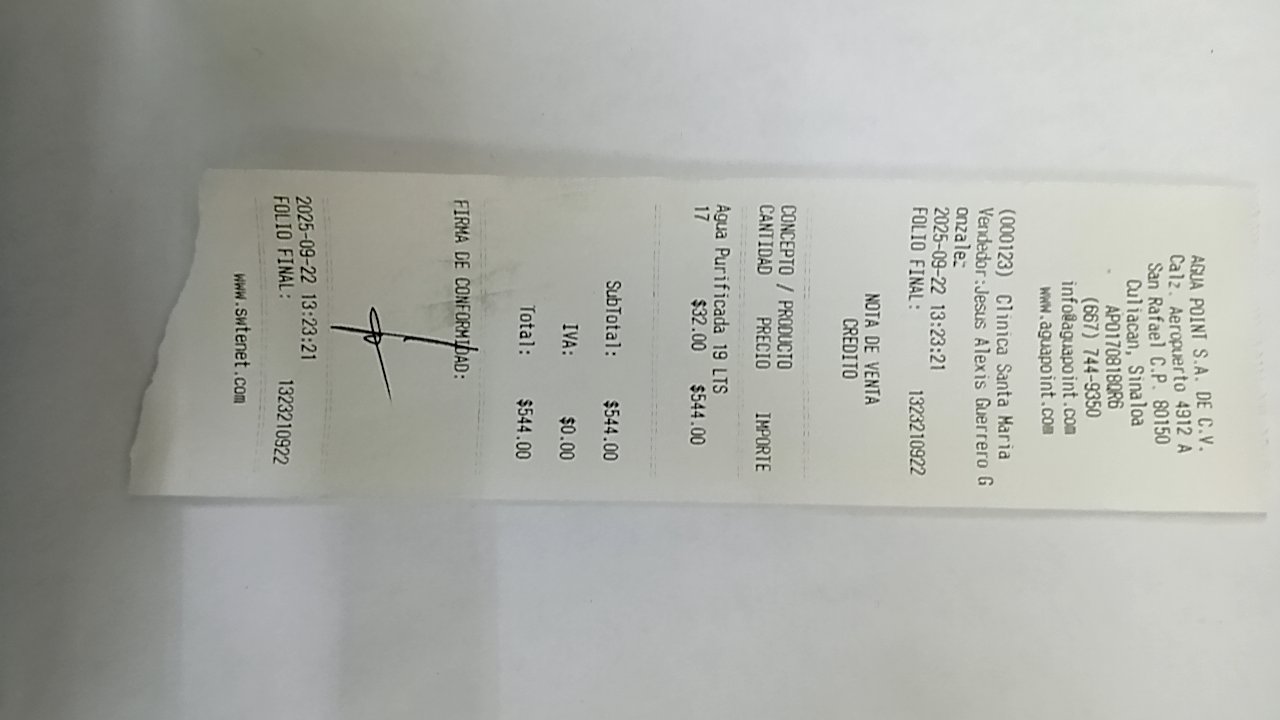 AGUA POINT S.A. DE C.V.
Calz. Aeropuerto 4912 A
San Rafael C.P. 80150
Culiacan, Sinaloa
APO170818QR6
(667) 744-9350
info@aguapoint.com
www.aguapoint.com
(000123) Clinica Santa Maria
Vendedor:Jesus Alexis Guerrero G
onzalez
2025-09-22 13:23:21
FOLIO FINAL: 1323210922
NOTA DE VENTA
CREDITO
CONCEPTO / PRODUCTO
CANTIDAD PRECIO IMPORTE
Agua Purificada 19 LTS
17 $32.00 $544.00
SubTotal: $544.00
IVA: $0.00
Total: $544.00
FIRMA DE CONFORMIDAD:
2025-09-22 13:23:21
FOLIO FINAL: 1323210922
www.swtenet.com